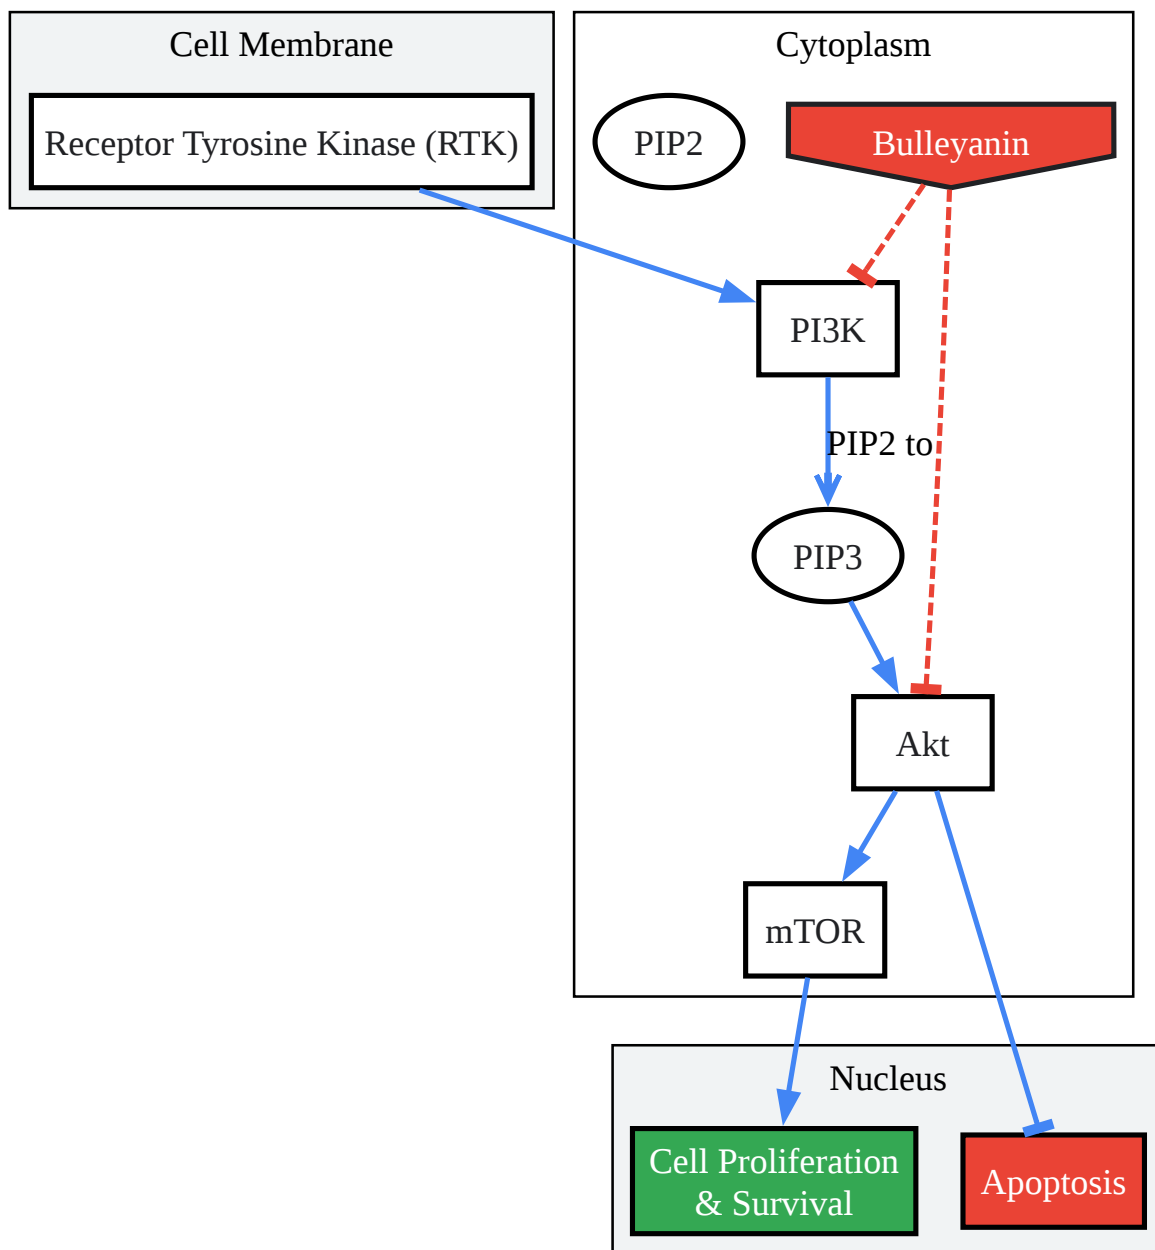 Cell Membrane
Receptor Tyrosine Kinase (RTK)
Cytoplasm
PIP2
Bulleyanin
PI3K
PIP2 to
PIP3
Akt
mTOR
Nucleus
Cell Proliferation
& Survival
Apoptosis